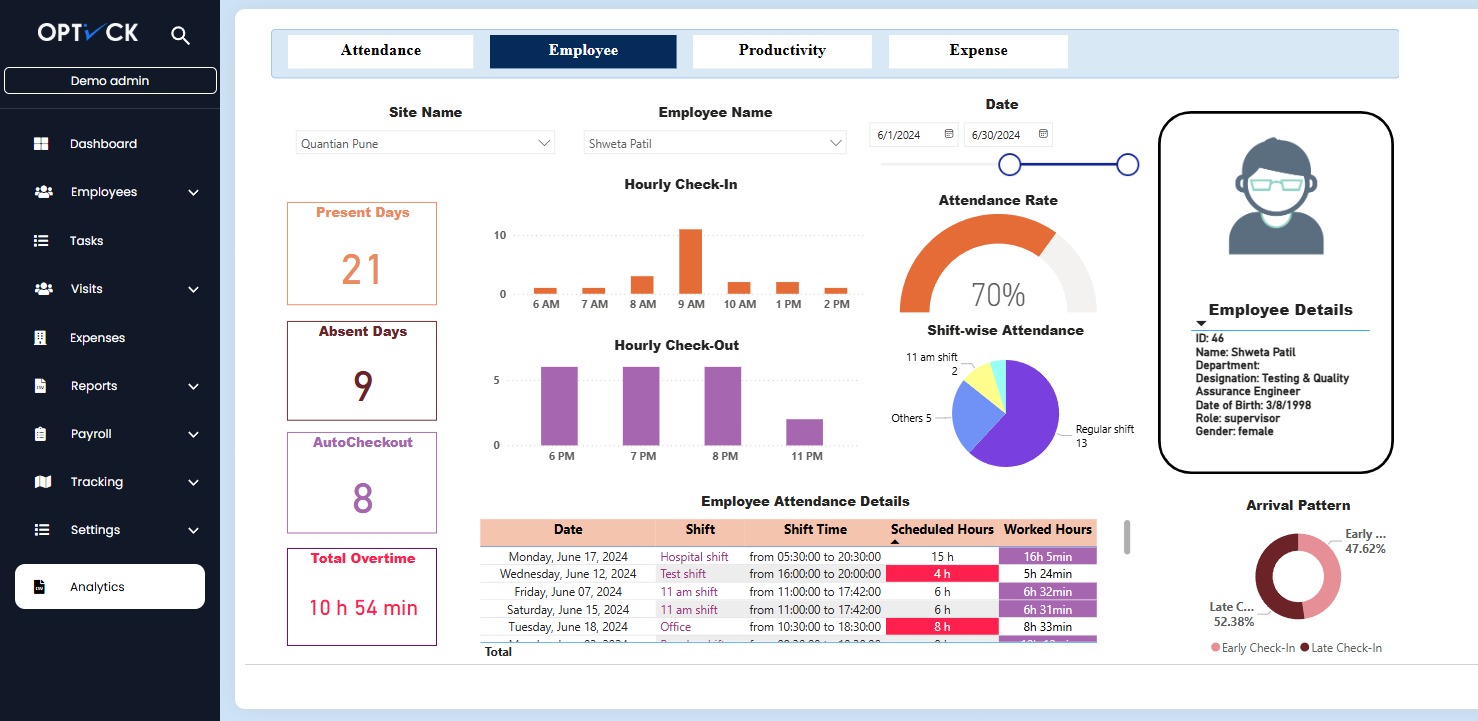 OPTVCK
Demo admin
Dashboard
Employees
Tasks
Visits
Expenses
Reports
Payroll
Tracking
Settings
Analytics
Attendance
Employee
Productivity
Expense
Site Name
Quantian Pune
Employee Name
Shweta Patil
Date
6/1/2024
6/30/2024
Present Days
21
Absent Days
9
AutoCheckout
8
Total Overtime
10 h 54 min
Hourly Check-In
10
0
6 AM 7 AM 8 AM 9 AM 10 AM 1 PM 2 PM
Hourly Check-Out
5
0
6 PM 7 PM 8 PM 11 PM
Attendance Rate
70%
Shift-wise Attendance
11 am shift
2
Others 5
Regular shift
13
Employee Details
ID: 46
Name: Shweta Patil
Department:
Designation: Testing & Quality
Assurance Engineer
Date of Birth: 3/8/1998
Role: supervisor
Gender: female
Employee Attendance Details
Date Shift Shift Time Scheduled Hours Worked Hours
Monday, June 17, 2024 Hospital shift from 05:30:00 to 20:30:00 15 h 16h 5min
Wednesday, June 12, 2024 Test shift from 16:00:00 to 20:00:00 4 h 5h 24min
Friday, June 07, 2024 11 am shift from 11:00:00 to 17:42:00 6 h 6h 32min
Saturday, June 15, 2024 11 am shift from 11:00:00 to 17:42:00 6 h 6h 31min
Tuesday, June 18, 2024 Office from 10:30:00 to 18:30:00 8 h 8h 33min
Total
Arrival Pattern
Early ...
47.62%
Late C...
52.38%
Early Check-In Late Check-In